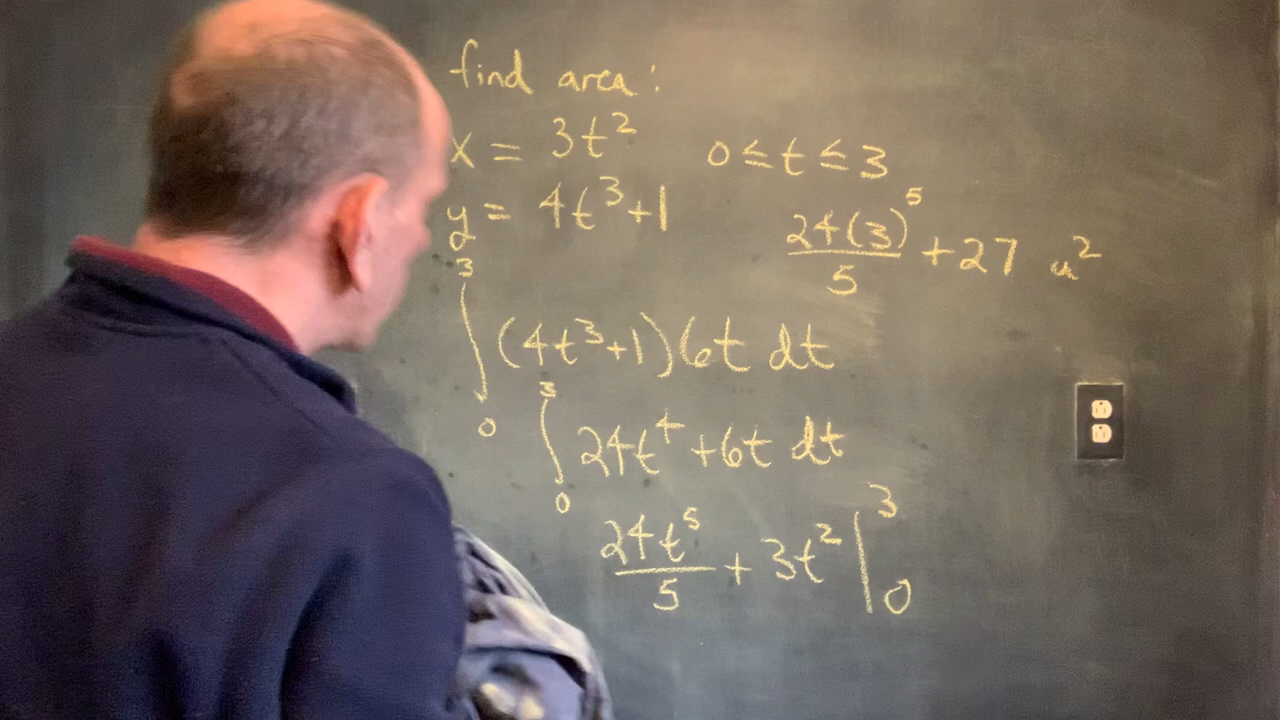 find area:
x = 3t² 0 ≤ t ≤ 3
y = 4t³+1
24(3)⁵/5 + 27 u²
∫₀³ (4t³+1)6t dt
∫₀³ 24t⁴ +6t dt
24t⁵/5 + 3t² |₀³